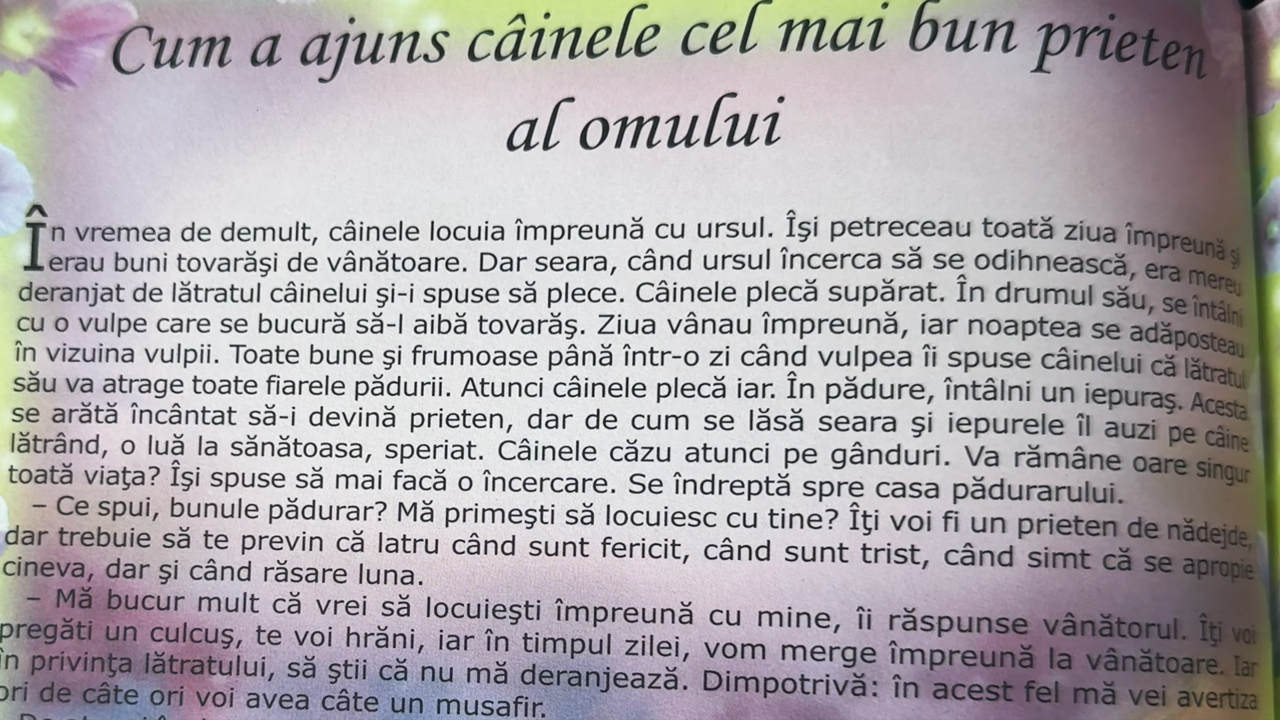 Cum a ajuns câinele cel mai bun prieten
al omului
În vremea de demult, câinele locuia împreună cu ursul. Îşi petreceau toată ziua împreună şi
erau buni tovarăşi de vânătoare. Dar seara, când ursul încerca să se odihnească, era mereu
deranjat de lătratul câinelui şi-i spuse să plece. Câinele plecă supărat. În drumul său, se întâlni
cu o vulpe care se bucură să-l aibă tovarăş. Ziua vânau împreună, iar noaptea se adăposteau
în vizuina vulpii. Toate bune şi frumoase până într-o zi când vulpea îi spuse câinelui că lătratul
său va atrage toate fiarele pădurii. Atunci câinele plecă iar. În pădure, întâlni un iepuraş. Acesta
se arătă încântat să-i devină prieten, dar de cum se lăsă seara şi iepurele îl auzi pe câine
lătrând, o luă la sănătoasa, speriat. Câinele căzu atunci pe gânduri. Va rămâne oare singur
toată viaţa? Îşi spuse să mai facă o încercare. Se îndreptă spre casa pădurarului.
– Ce spui, bunule pădurar? Mă primeşti să locuiesc cu tine? Îţi voi fi un prieten de nădejde,
dar trebuie să te previn că latru când sunt fericit, când sunt trist, când simt că se apropie
cineva, dar şi când răsare luna.
– Mă bucur mult că vrei să locuieşti împreună cu mine, îi răspunse vânătorul. Îţi voi
pregăti un culcuş, te voi hrăni, iar în timpul zilei, vom merge împreună la vânătoare. Iar
în privinţa lătratului, să ştii că nu mă deranjează. Dimpotrivă: în acest fel mă vei avertiza
ori de câte ori voi avea câte un musafir.